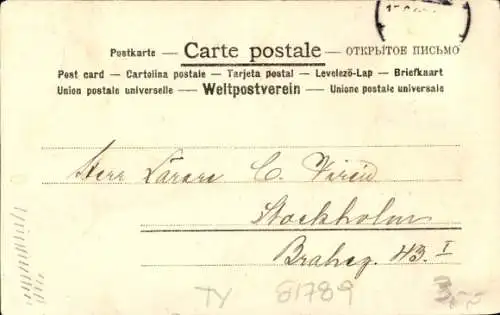 Postkarte — Carte postale — ОТКРЫТОЕ ПИСЬМО
Post card — Cartolina postale — Tarjeta postal — Levelező-Lap — Briefkaart
Union postale universelle — Weltpostverein — Unione postale universale
Herr Lärare C. Virein
Stockholm
Braheg. 43 I
TY 81789